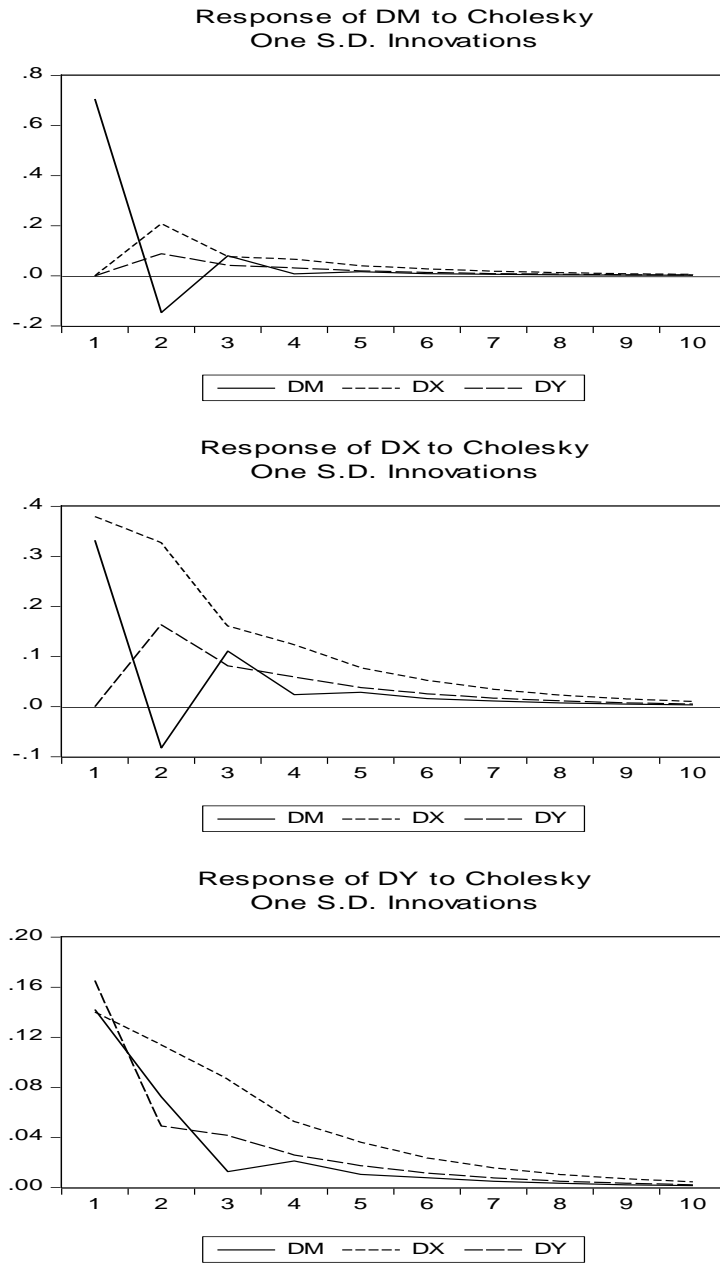 Response of DM to Cholesky
One S.D. Innovations
.8
.6
.4
.2
.0
-.2
1 2 3 4 5 6 7 8 9 10
DM DX DY
Response of DX to Cholesky
One S.D. Innovations
.4
.3
.2
.1
.0
-.1
1 2 3 4 5 6 7 8 9 10
DM DX DY
Response of DY to Cholesky
One S.D. Innovations
.20
.16
.12
.08
.04
.00
1 2 3 4 5 6 7 8 9 10
DM DX DY